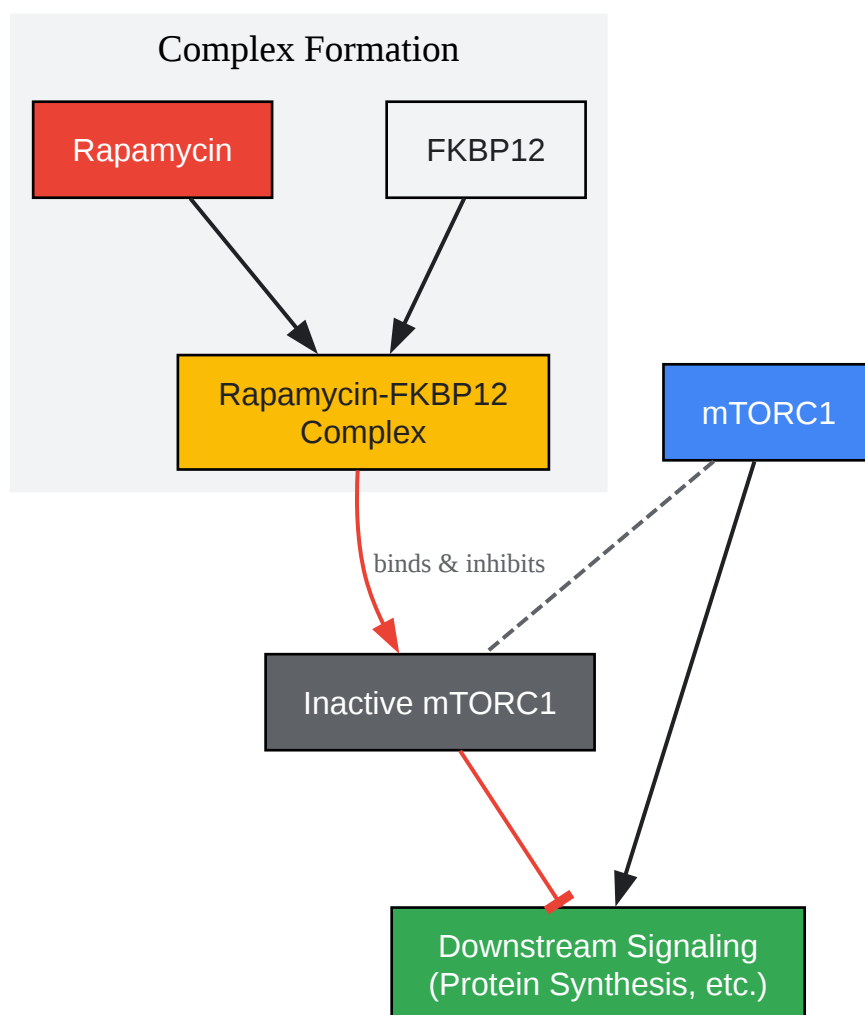 Complex Formation
Rapamycin
FKBP12
Rapamycin-FKBP12
Complex
mTORC1
binds & inhibits
Inactive mTORC1
Downstream Signaling
(Protein Synthesis, etc.)